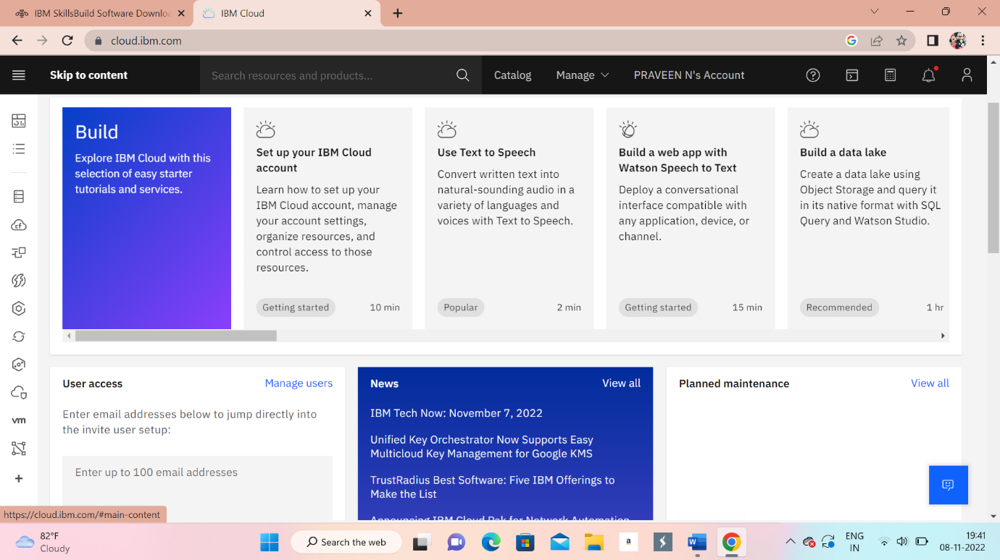 IBM SkillsBuild Software Downloa
IBM Cloud
cloud.ibm.com
Skip to content
Search resources and products...
Catalog
Manage
PRAVEEN N's Account
Build
Explore IBM Cloud with this
selection of easy starter
tutorials and services.
Set up your IBM Cloud
account
Learn how to set up your
IBM Cloud account, manage
your account settings,
organize resources, and
control access to those
resources.
Getting started
10 min
Use Text to Speech
Convert written text into
natural-sounding audio in a
variety of languages and
voices with Text to Speech.
Popular
2 min
Build a web app with
Watson Speech to Text
Deploy a conversational
interface compatible with
any application, device, or
channel.
Getting started
15 min
Build a data lake
Create a data lake using
Object Storage and query it
in its native format with SQL
Query and Watson Studio.
Recommended
1 hr
cf
vm
User access
Manage users
Enter email addresses below to jump directly into
the invite user setup:
Enter up to 100 email addresses
News
View all
IBM Tech Now: November 7, 2022
Unified Key Orchestrator Now Supports Easy
Multicloud Key Management for Google KMS
TrustRadius Best Software: Five IBM Offerings to
Make the List
Announcing IBM Cloud Pak for Network Automation
Planned maintenance
View all
https://cloud.ibm.com/#main-content
82°F
Cloudy
Search the web
a
W
ENG
IN
19:41
08-11-2022